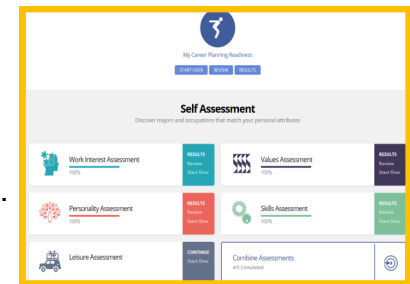 My Career Planning Readiness
START OVER REVIEW RESULTS
Self Assessment
Discover majors and occupations that match your personal attributes
Work Interest Assessment
100%
RESULTS
Review
Start Over
Values Assessment
100%
RESULTS
Review
Start Over
Personality Assessment
100%
RESULTS
Review
Start Over
Skills Assessment
100%
RESULTS
Review
Start Over
Leisure Assessment
CONTINUE
Start Over
Combine Assessments
4/5 Completed
.